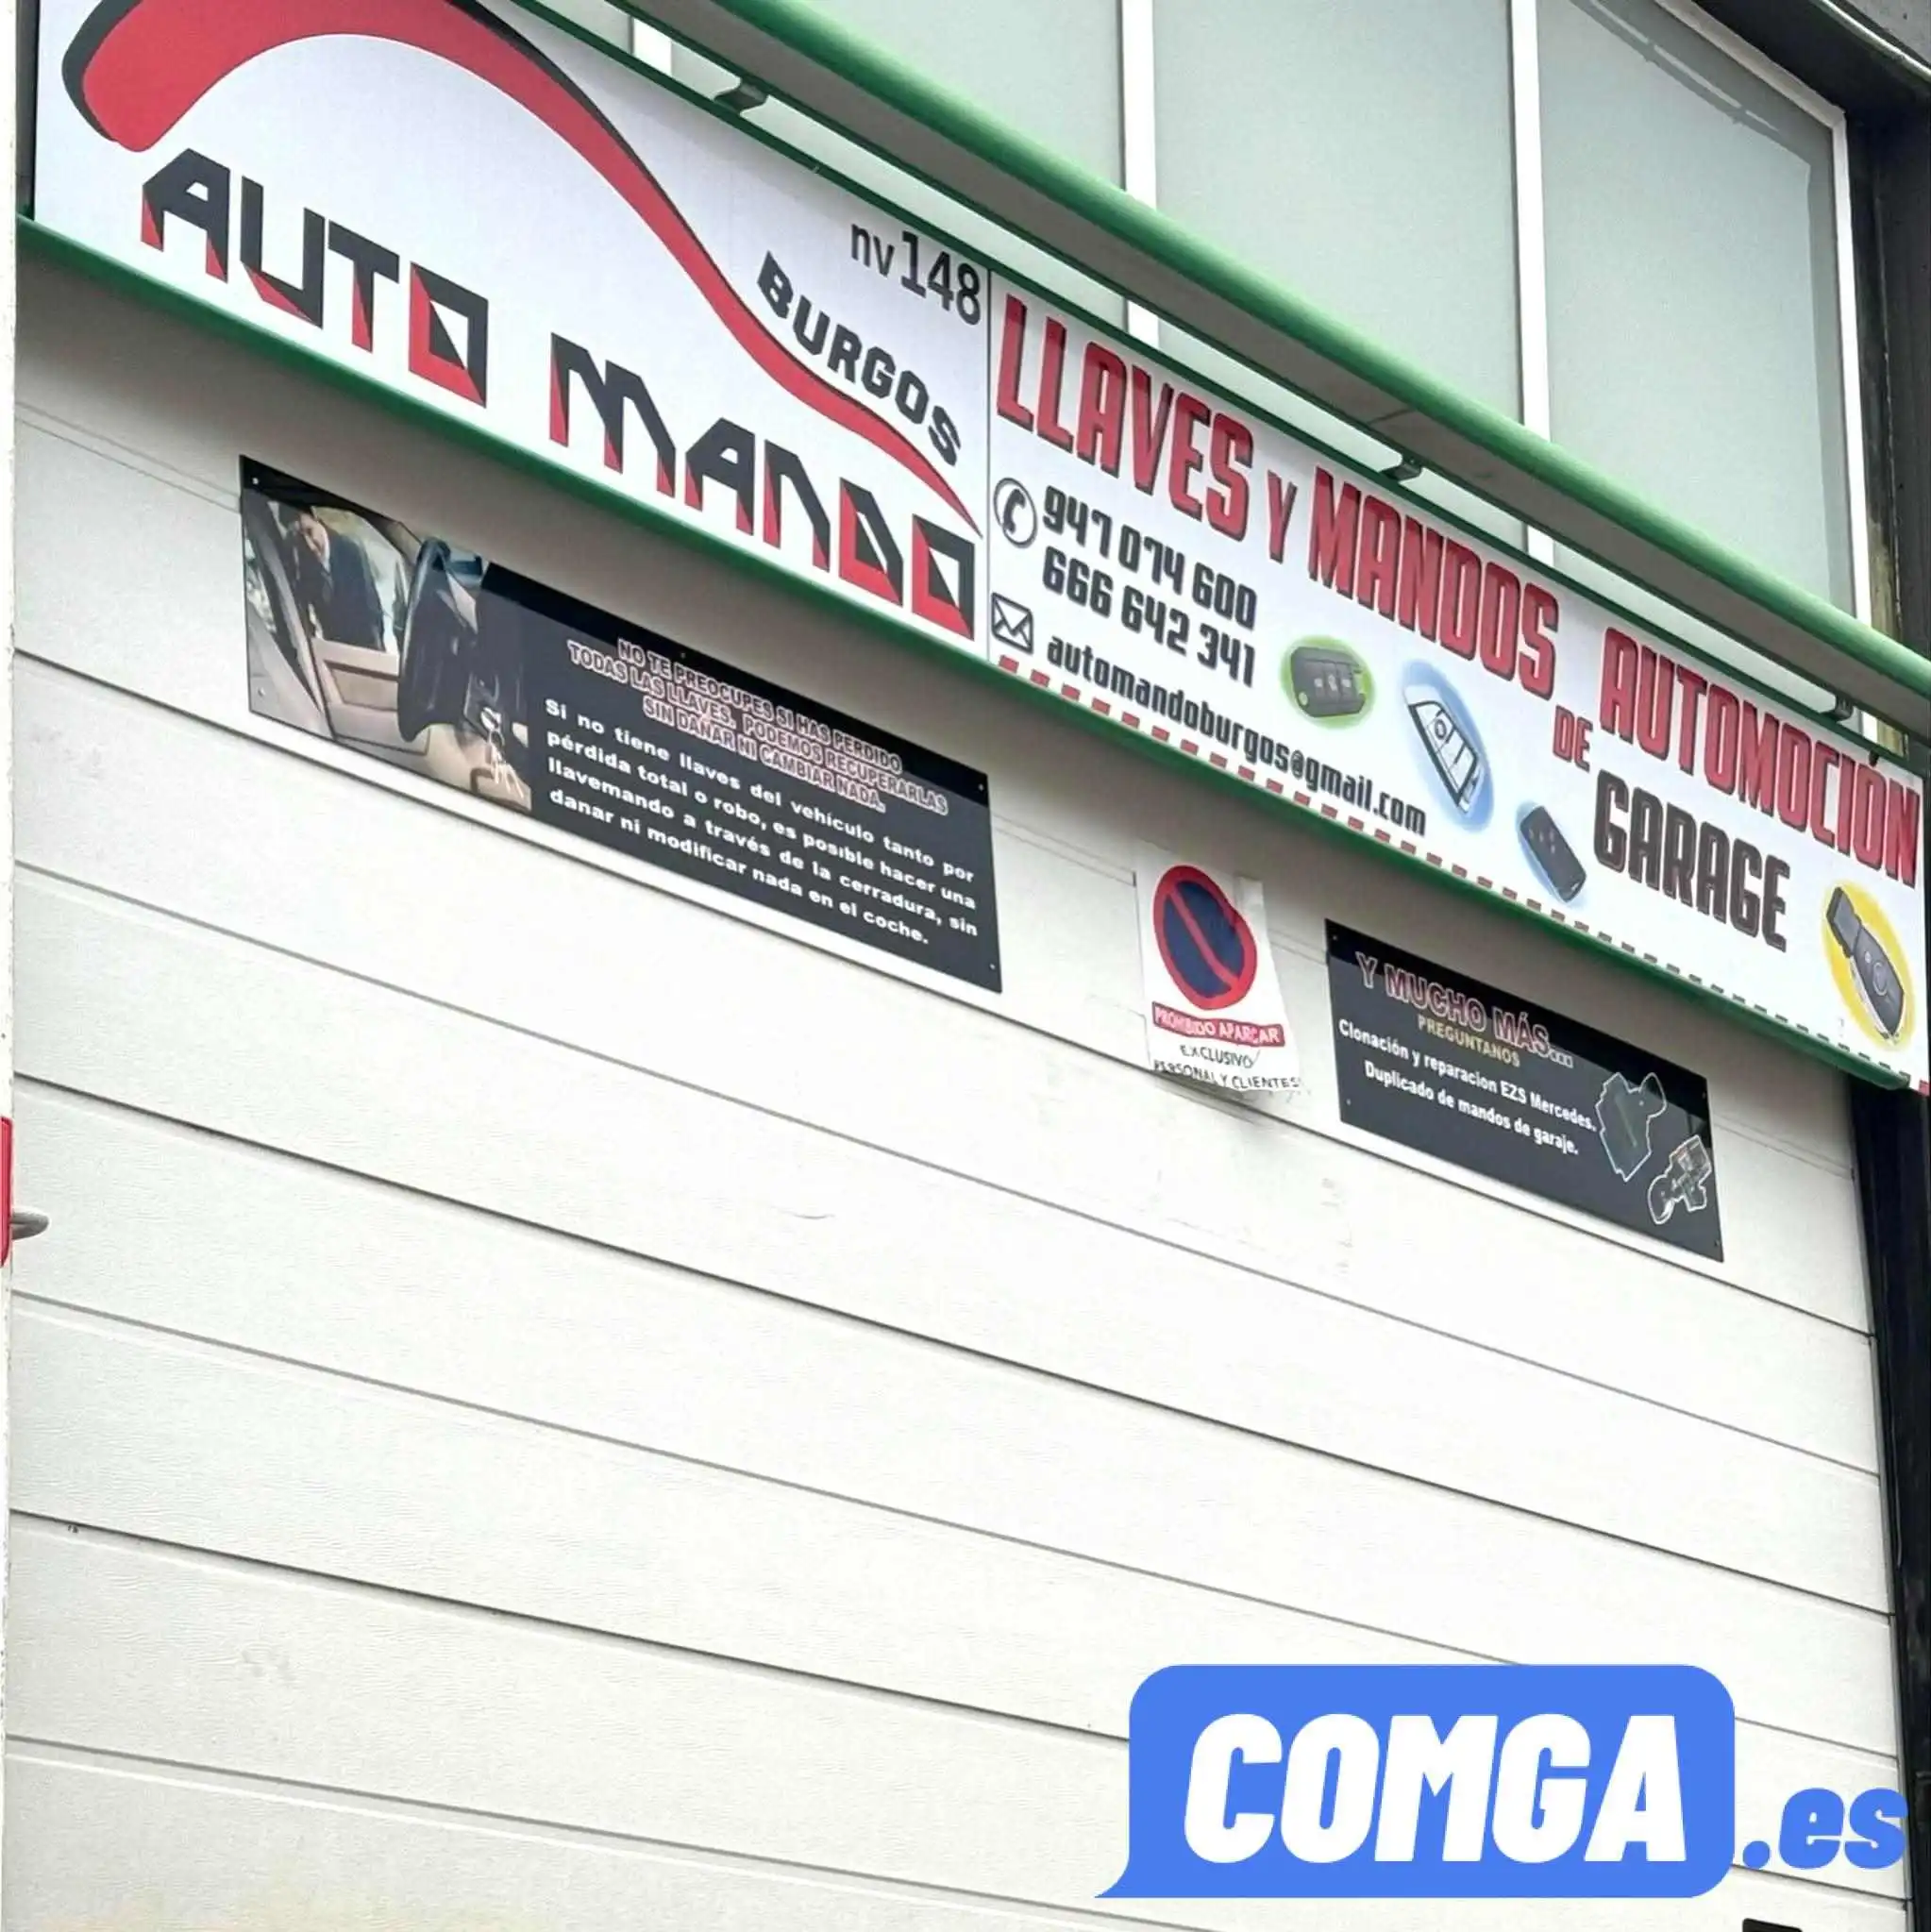 AUTO MANDO
BURGOS
nv148
LLAVES Y MANDOS DE AUTOMOCIÓN
GARAGE
947 074 600
666 642 341
automandoburgos@gmail.com
NO TE PREOCUPES SI HAS PERDIDO
TODAS LAS LLAVES. PODEMOS RECUPERARLAS
SIN DAÑAR NI CAMBIAR NADA.
Si no tiene llaves del vehículo tanto por
pérdida total o robo, es posible hacer una
llavemando a través de la cerradura, sin
danar ni modificar nada en el coche.
PROHIBIDO APARCAR
EXCLUSIVO
PERSONAL Y CLIENTES
Y MUCHO MÁS...
PREGUNTANOS
Clonación y reparacion EZS Mercedes.
Duplicado de mandos de garaje.
COMGA.es